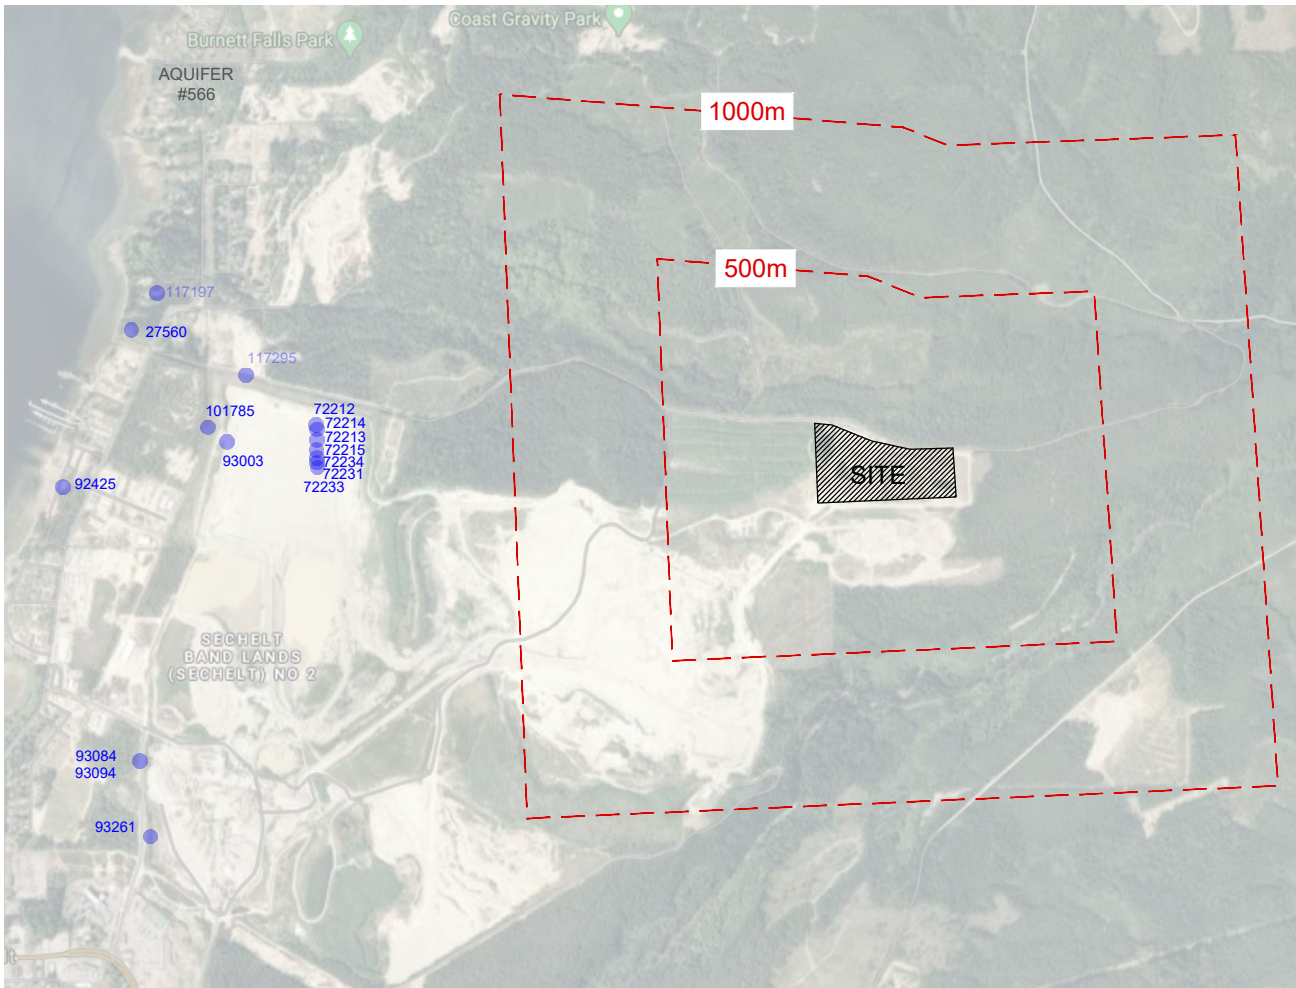 Coast Gravity Park
Burnett Falls Park
AQUIFER
#566
1000m
500m
117197
27560
117295
101785
72212
72214
72213
72215
72234
72231
72233
93003
92425
SITE
SECHELT
BAND LANDS
(SECHELT) NO 2
93084
93094
93261